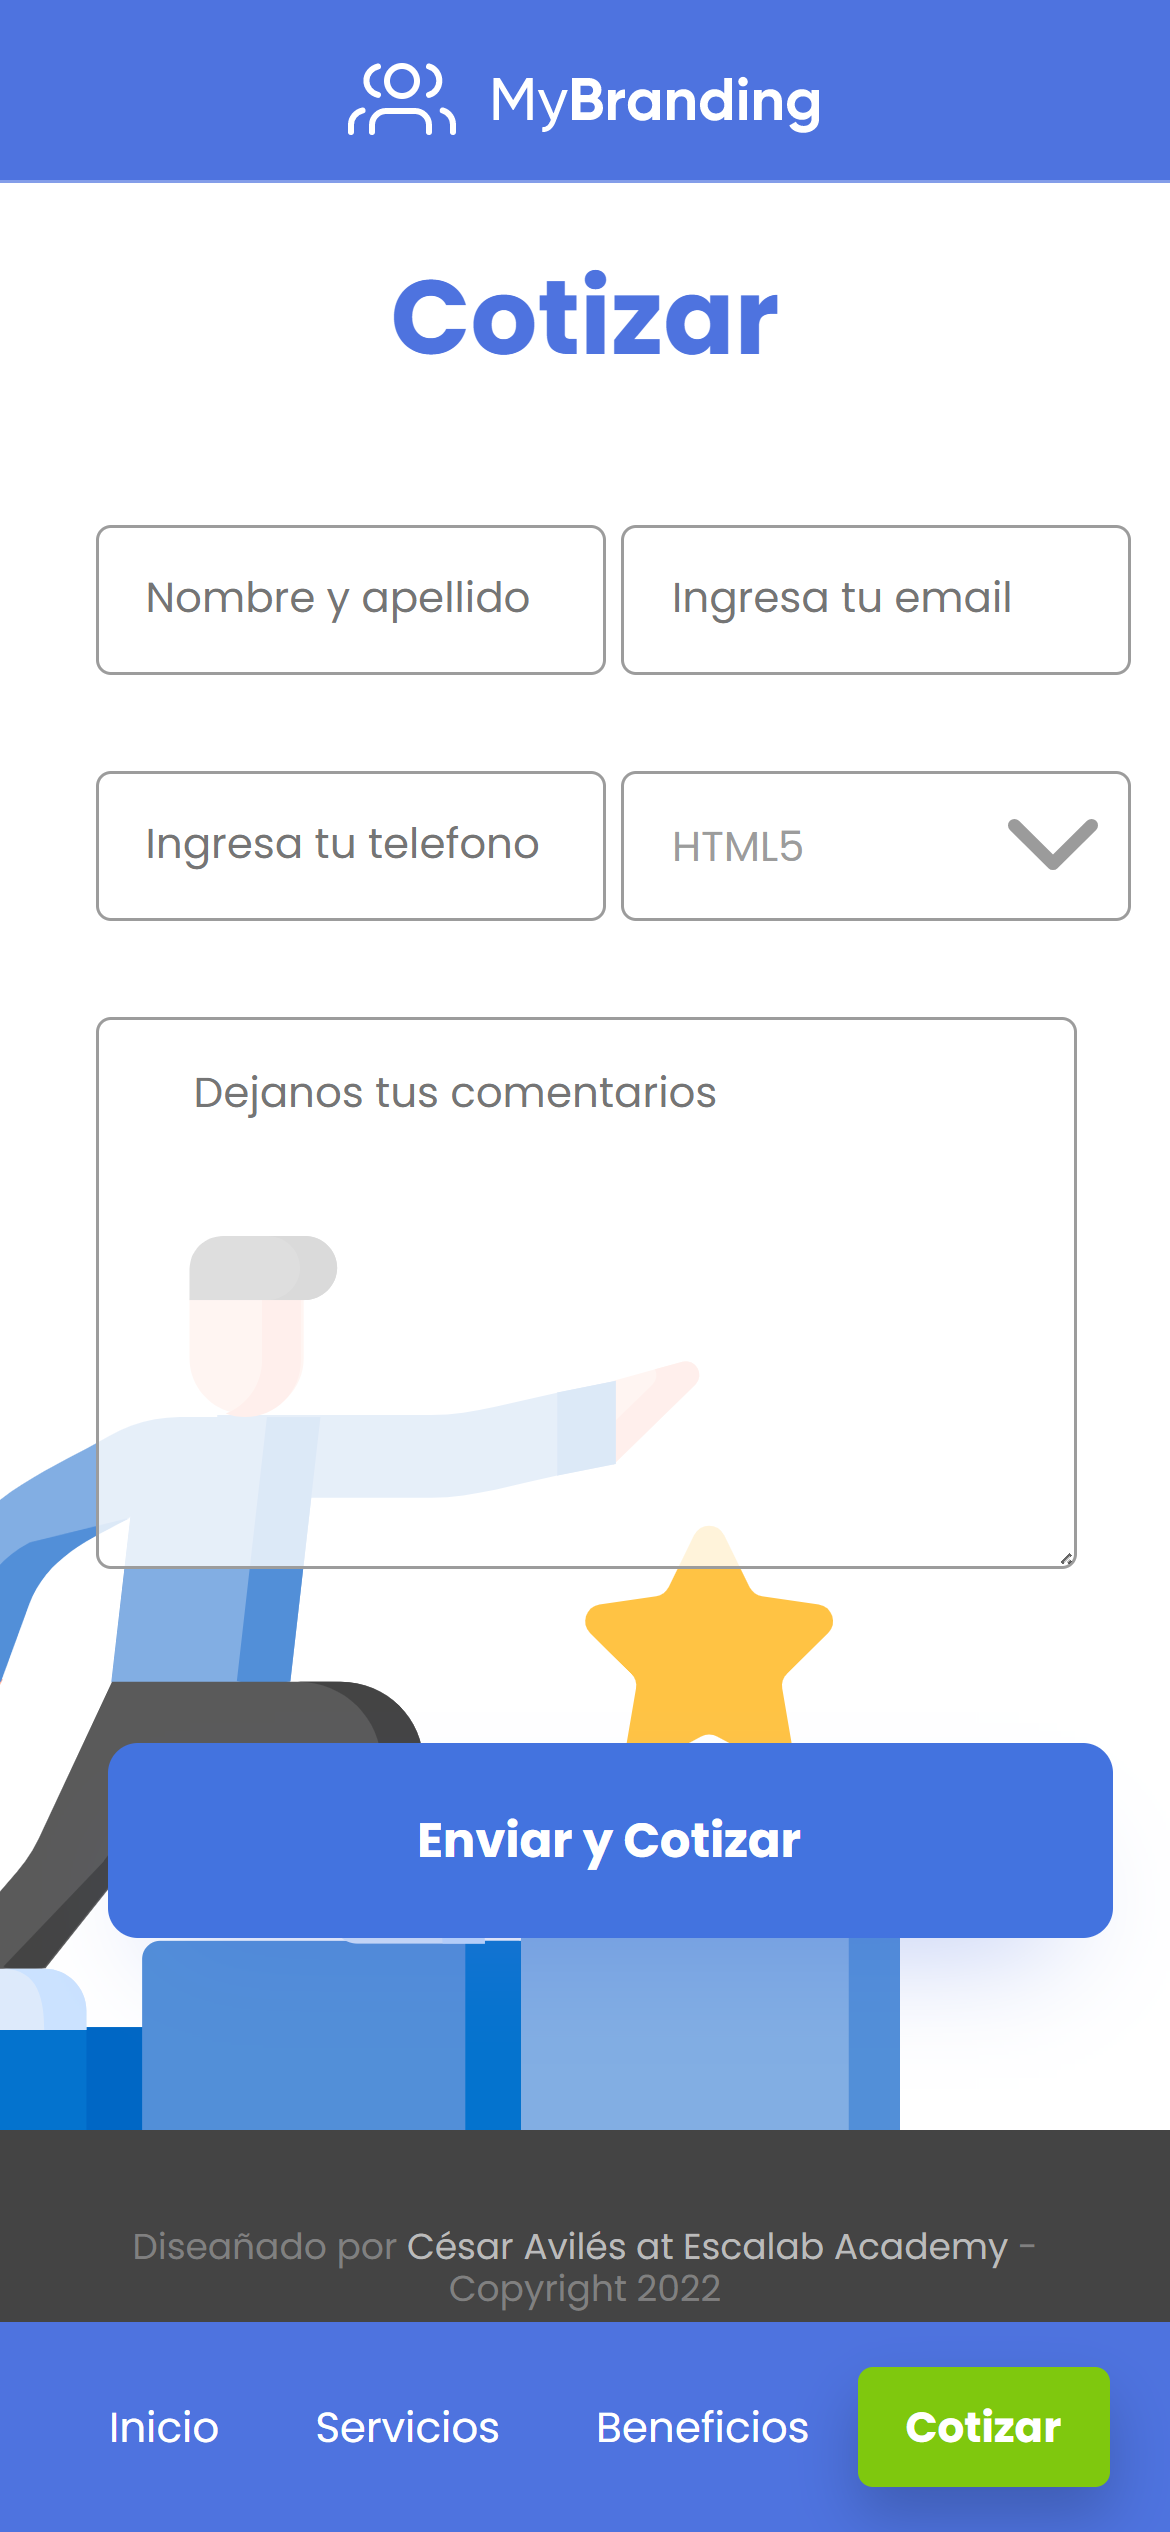 MyBranding
Cotizar
Nombre y apellido
Ingresa tu email
Ingresa tu telefono
HTML5
Dejanos tus comentarios
Enviar y Cotizar
Diseañado por César Avilés at Escalab Academy -
Copyright 2022
Inicio
Servicios
Beneficios
Cotizar